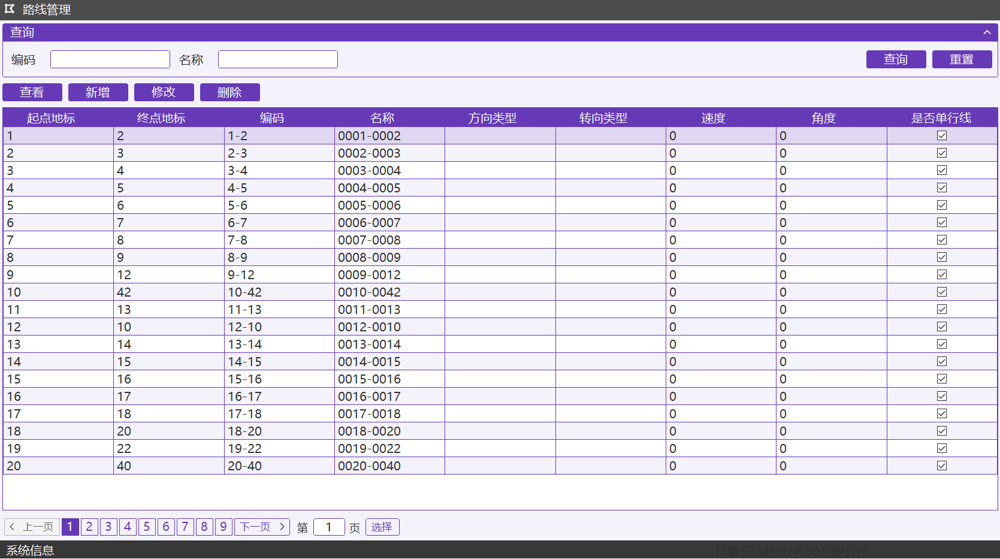 路线管理
查询
编码 名称 查询 重置
查看 新增 修改 删除
起点地标 终点地标 编码 名称 方向类型 转向类型 速度 角度 是否单行线
1 2 1-2 0001-0002 0 0
2 3 2-3 0002-0003 0 0
3 4 3-4 0003-0004 0 0
4 5 4-5 0004-0005 0 0
5 6 5-6 0005-0006 0 0
6 7 6-7 0006-0007 0 0
7 8 7-8 0007-0008 0 0
8 9 8-9 0008-0009 0 0
9 12 9-12 0009-0012 0 0
10 42 10-42 0010-0042 0 0
11 13 11-13 0011-0013 0 0
12 10 12-10 0012-0010 0 0
13 14 13-14 0013-0014 0 0
14 15 14-15 0014-0015 0 0
15 16 15-16 0015-0016 0 0
16 17 16-17 0016-0017 0 0
17 18 17-18 0017-0018 0 0
18 20 18-20 0018-0020 0 0
19 22 19-22 0019-0022 0 0
20 40 20-40 0020-0040 0 0
上一页 1 2 3 4 5 6 7 8 9 下一页 第 1 页 选择
系统信息 法睿兰达科技(武汉)有限公司